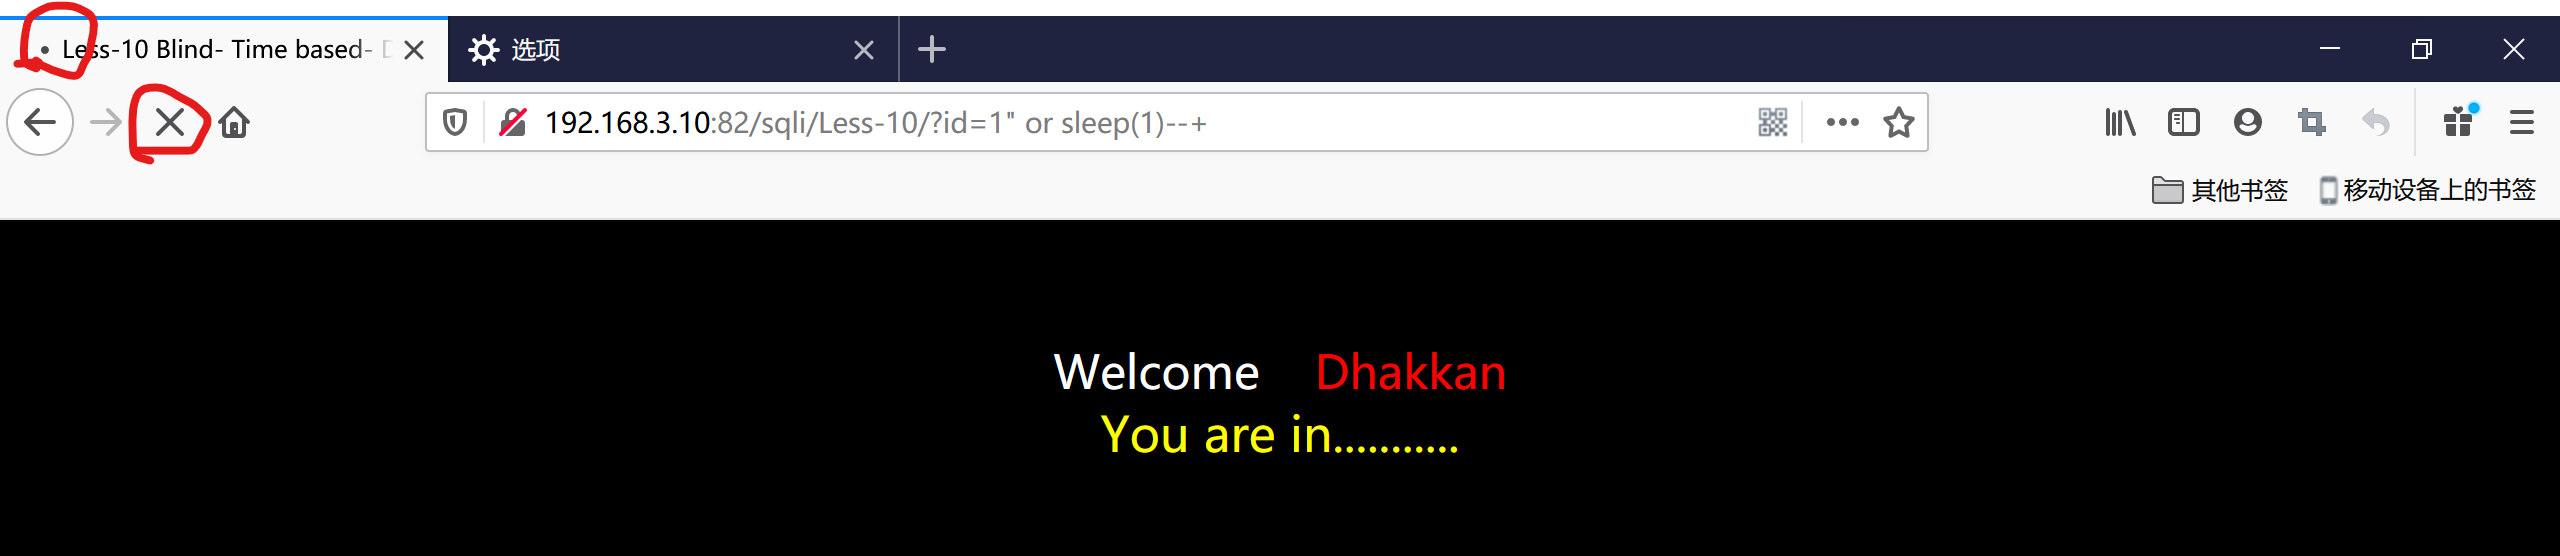 Less-10 Blind- Time based-
选项
192.168.3.10:82/sqli/Less-10/?id=1" or sleep(1)--+
其他书签
移动设备上的书签
Welcome Dhakkan
You are in...........